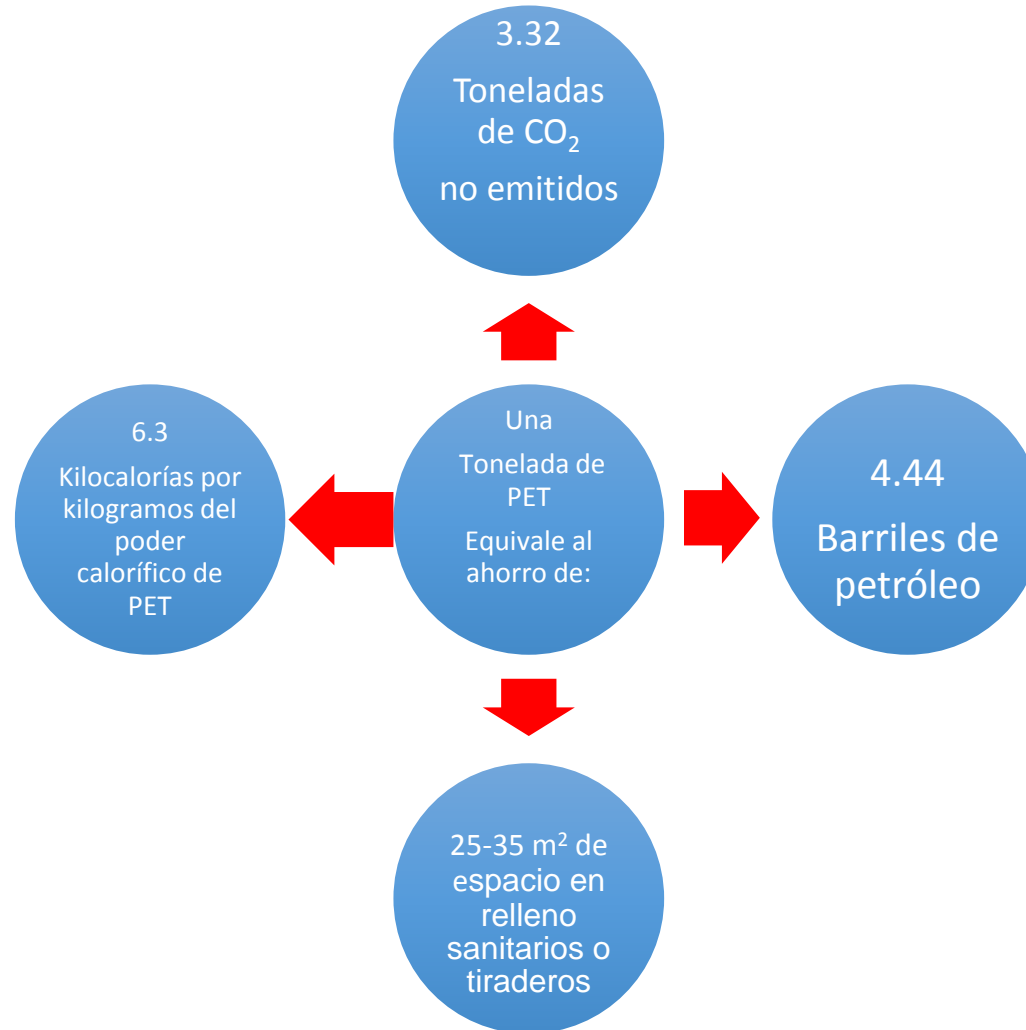 3.32
Toneladas
de CO₂
no emitidos
6.3
Kilocalorías por
kilogramos del
poder
calorífico de
PET
Una
Tonelada de
PET
Equivale al
ahorro de:
4.44
Barriles de
petróleo
25-35 m² de
espacio en
relleno
sanitarios o
tiraderos